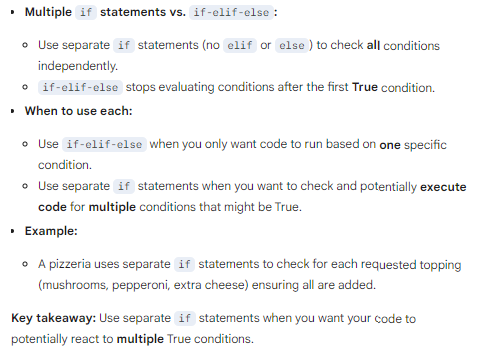 Multiple if statements vs. if-elif-else :
Use separate if statements (no elif or else ) to check all conditions
independently.
if-elif-else stops evaluating conditions after the first True condition.
When to use each:
Use if-elif-else when you only want code to run based on one specific
condition.
Use separate if statements when you want to check and potentially execute
code for multiple conditions that might be True.
Example:
A pizzeria uses separate if statements to check for each requested topping
(mushrooms, pepperoni, extra cheese) ensuring all are added.
Key takeaway: Use separate if statements when you want your code to
potentially react to multiple True conditions.